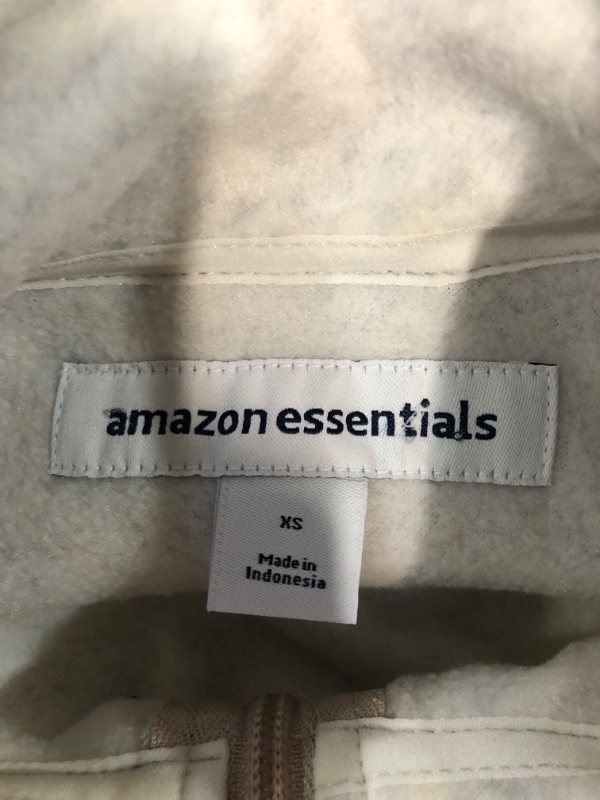 amazon essentials
XS
Made in
Indonesia